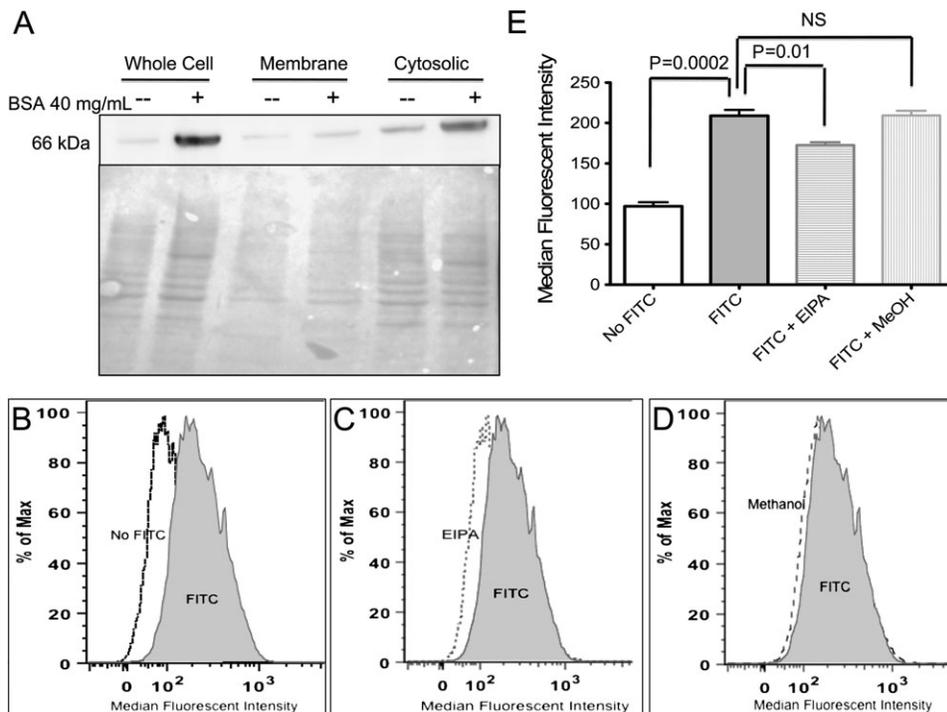 A
Whole Cell Membrane Cytosolic
BSA 40 mg/mL -- + -- + -- +
66 kDa
E
NS
P=0.0002 P=0.01
Median Fluorescent Intensity
250
200
150
100
50
0
No FITC
FITC
FITC + EIPA
FITC + MeOH
B
% of Max
100
80
60
40
20
0
No FITC
FITC
0 10² 10³
Median Fluorescent Intensity
C
% of Max
100
80
60
40
20
0
EIPA
FITC
0 10² 10³
Median Fluorescent Intensity
D
% of Max
100
80
60
40
20
0
Methanol
FITC
0 10² 10³
Median Fluorescent Intensity